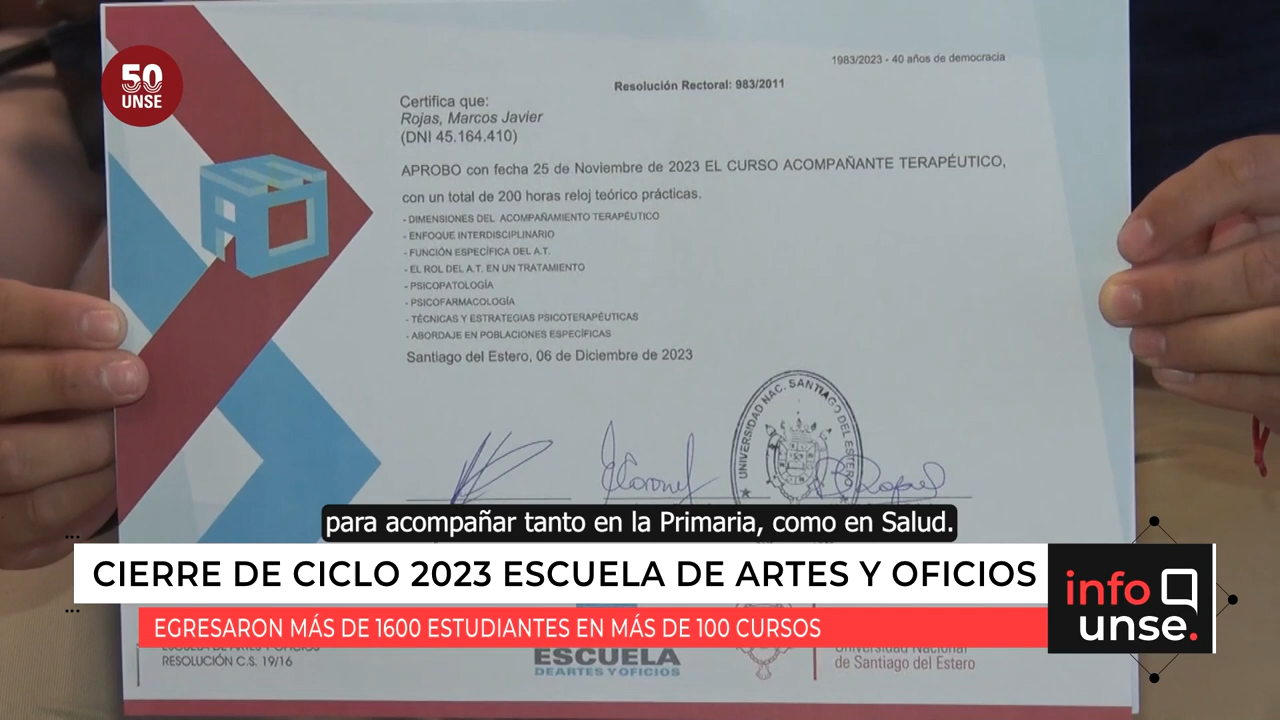 50
UNSE
1983/2023 - 40 años de democracia
Resolución Rectoral: 983/2011
Certifica que:
Rojas, Marcos Javier
(DNI 45.164.410)
APROBO con fecha 25 de Noviembre de 2023 EL CURSO ACOMPAÑANTE TERAPÉUTICO,
con un total de 200 horas reloj teórico prácticas.
- DIMENSIONES DEL ACOMPAÑAMIENTO TERAPÉUTICO
- ENFOQUE INTERDISCIPLINARIO
- FUNCIÓN ESPECÍFICA DEL A.T.
- EL ROL DEL A.T. EN UN TRATAMIENTO
- PSICOPATOLOGÍA
- PSICOFARMACOLOGÍA
- TÉCNICAS Y ESTRATEGIAS PSICOTERAPÉUTICAS
- ABORDAJE EN POBLACIONES ESPECÍFICAS
Santiago del Estero, 06 de Diciembre de 2023
UNIVERSIDAD NAC. SANTIAGO DEL ESTERO
para acompañar tanto en la Primaria, como en Salud.
CIERRE DE CICLO 2023 ESCUELA DE ARTES Y OFICIOS
EGRESARON MÁS DE 1600 ESTUDIANTES EN MÁS DE 100 CURSOS
info
unse.
ESCUELA DE ARTES Y OFICIOS
RESOLUCIÓN C.S. 19/16
ESCUELA
DE ARTES Y OFICIOS
Universidad Nacional
de Santiago del Estero